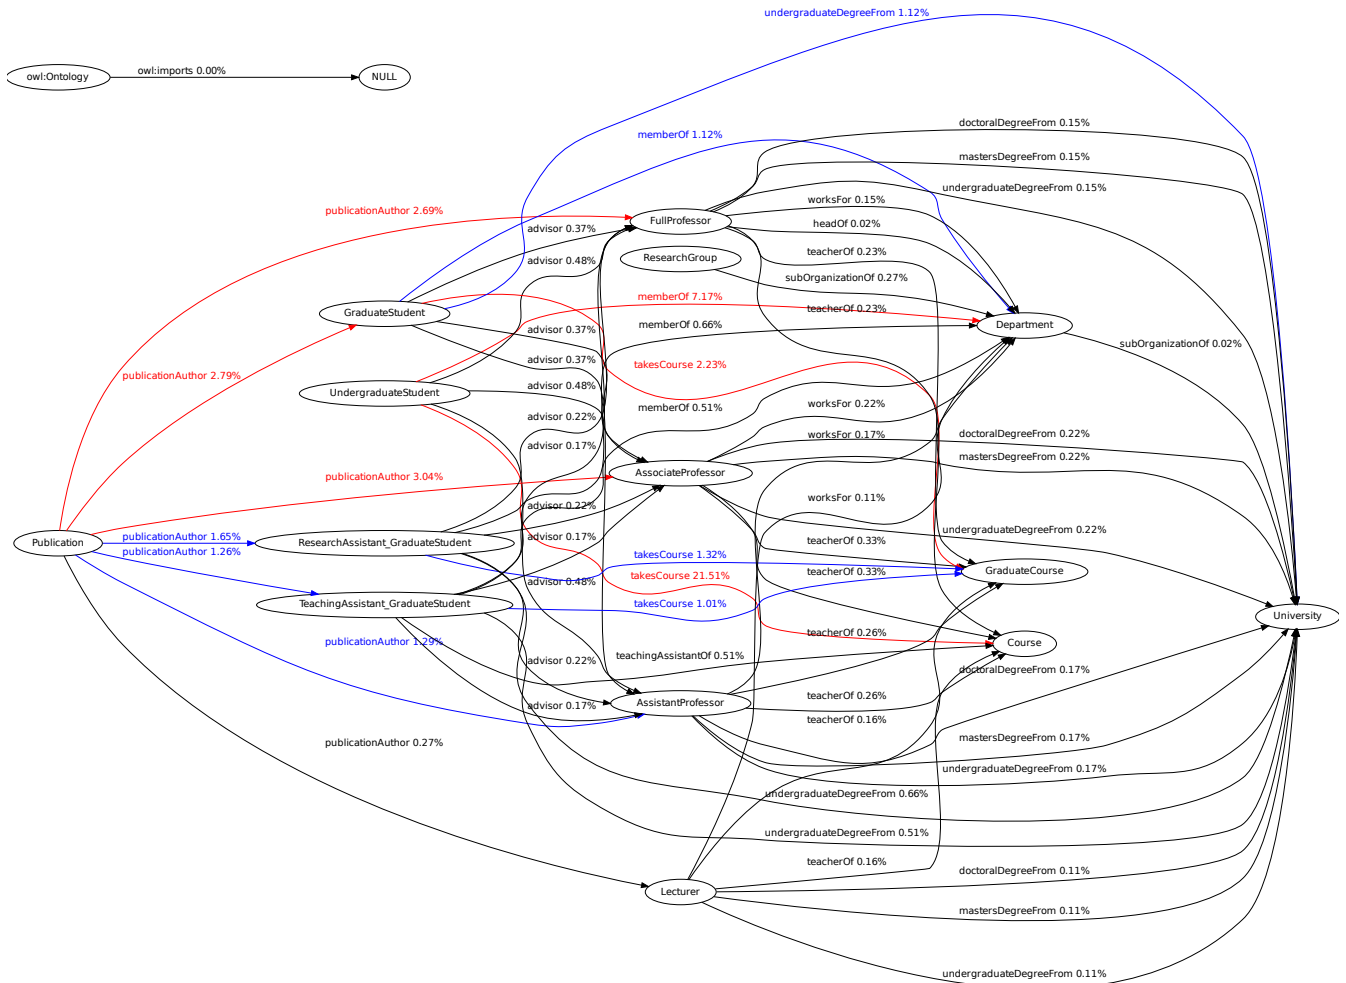 undergraduateDegreeFrom 1.12%
owl:Ontology
owl:imports 0.00%
NULL
doctoralDegreeFrom 0.15%
memberOf 1.12%
mastersDegreeFrom 0.15%
undergraduateDegreeFrom 0.15%
worksFor 0.15%
publicationAuthor 2.69%
FullProfessor
headOf 0.02%
advisor 0.37%
teacherOf 0.23%
ResearchGroup
advisor 0.48%
subOrganizationOf 0.27%
memberOf 7.17%
teacherOf 0.23%
GraduateStudent
advisor 0.37%
memberOf 0.66%
Department
subOrganizationOf 0.02%
advisor 0.37%
takesCourse 2.23%
publicationAuthor 2.79%
UndergraduateStudent
advisor 0.48%
memberOf 0.51%
worksFor 0.22%
advisor 0.22%
worksFor 0.17%
doctoralDegreeFrom 0.22%
advisor 0.17%
mastersDegreeFrom 0.22%
publicationAuthor 3.04%
AssociateProfessor
worksFor 0.11%
advisor 0.22%
undergraduateDegreeFrom 0.22%
publicationAuthor 1.65%
advisor 0.17%
teacherOf 0.33%
Publication
ResearchAssistant_GraduateStudent
publicationAuthor 1.26%
takesCourse 1.32%
teacherOf 0.33%
GraduateCourse
takesCourse 21.51%
advisor 0.48%
TeachingAssistant_GraduateStudent
takesCourse 1.01%
University
teacherOf 0.26%
publicationAuthor 1.29%
Course
teachingAssistantOf 0.51%
advisor 0.22%
doctoralDegreeFrom 0.17%
teacherOf 0.26%
AssistantProfessor
advisor 0.17%
teacherOf 0.16%
mastersDegreeFrom 0.17%
publicationAuthor 0.27%
undergraduateDegreeFrom 0.17%
undergraduateDegreeFrom 0.66%
undergraduateDegreeFrom 0.51%
teacherOf 0.16%
doctoralDegreeFrom 0.11%
Lecturer
mastersDegreeFrom 0.11%
undergraduateDegreeFrom 0.11%